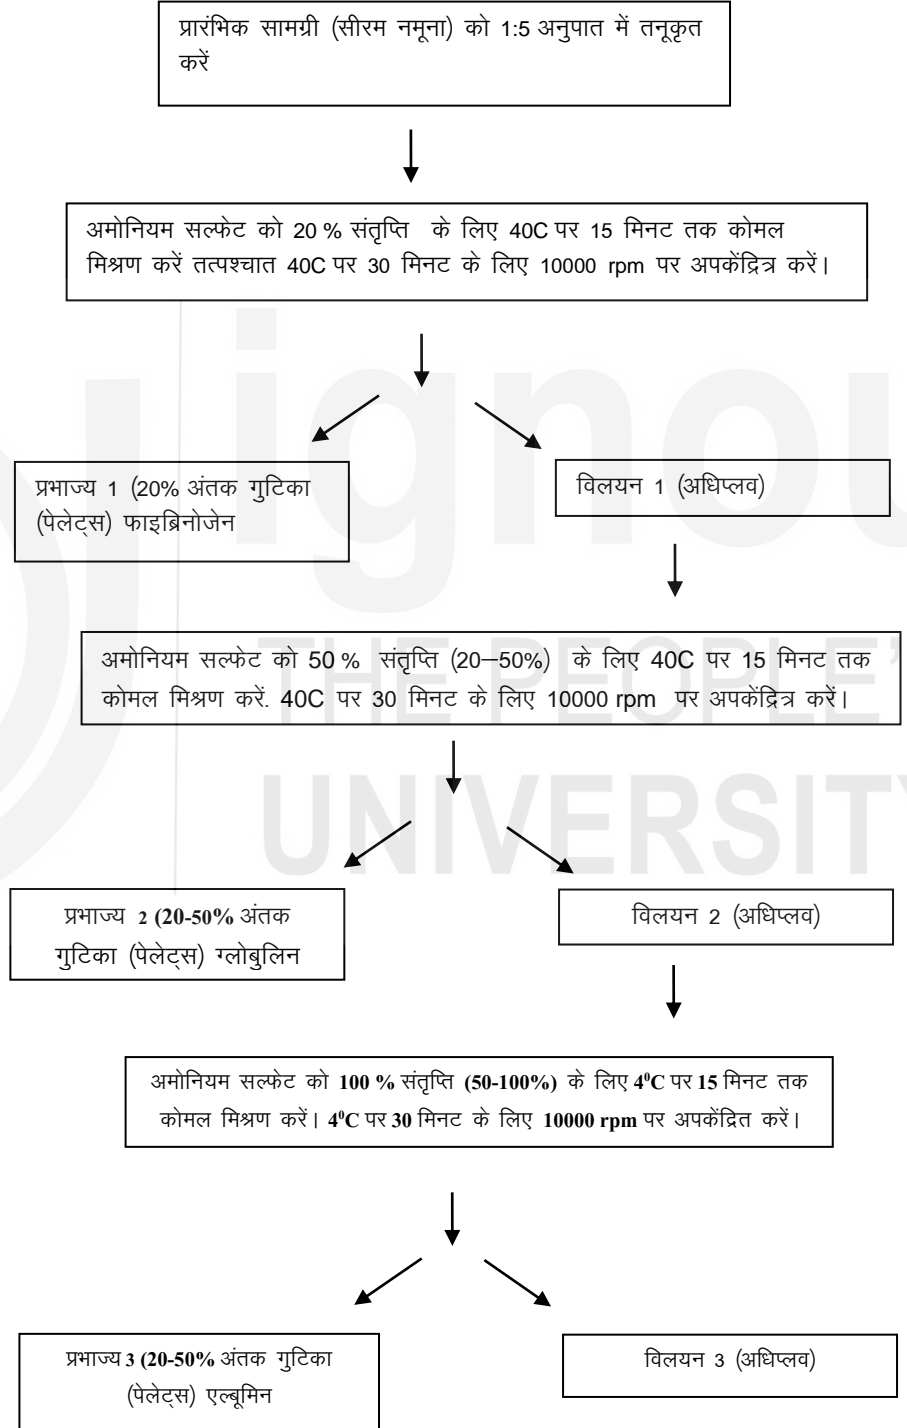 प्रारंभिक सामग्री (सीरम नमूना) को 1:5 अनुपात में तनूकृत
करें
अमोनियम सल्फेट को 20 % संतृप्ति के लिए 40C पर 15 मिनट तक कोमल
मिश्रण करें तत्पश्चात 40C पर 30 मिनट के लिए 10000 rpm पर अपकेंद्रित्र करें।
प्रभाज्य 1 (20% अंतक गुटिका
(पेलेट्स) फाइब्रिनोजेन
विलयन 1 (अधिप्लव)
अमोनियम सल्फेट को 50 % संतृप्ति (20–50%) के लिए 40C पर 15 मिनट तक
कोमल मिश्रण करें. 40C पर 30 मिनट के लिए 10000 rpm पर अपकेंद्रित्र करें।
प्रभाज्य 2 (20-50% अंतक
गुटिका (पेलेट्स) ग्लोबुलिन
विलयन 2 (अधिप्लव)
अमोनियम सल्फेट को 100 % संतृप्ति (50-100%) के लिए 4⁰C पर 15 मिनट तक
कोमल मिश्रण करें। 4⁰C पर 30 मिनट के लिए 10000 rpm पर अपकेंद्रित करें।
प्रभाज्य 3 (20-50% अंतक गुटिका
(पेलेट्स) एल्बूमिन
विलयन 3 (अधिप्लव)
ignou
THE PEOPLE'
UNIVERSITY